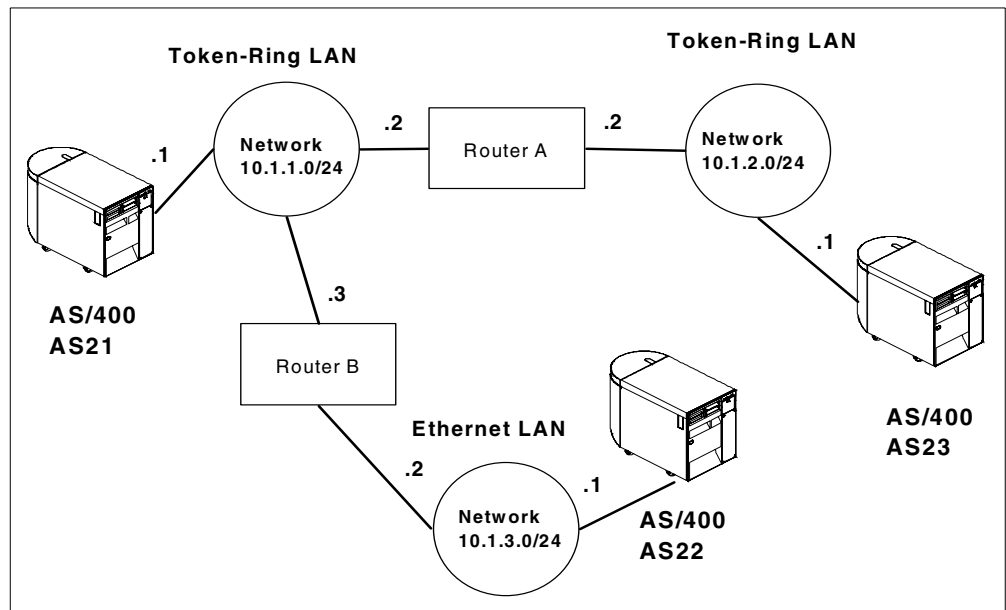 Token-Ring LAN
Token-Ring LAN
.1
Network
10.1.1.0/24
.2
Router A
.2
Network
10.1.2.0/24
.1
AS/400
AS21
.3
Router B
AS/400
AS23
Ethernet LAN
.2
Network
10.1.3.0/24
.1
AS/400
AS22